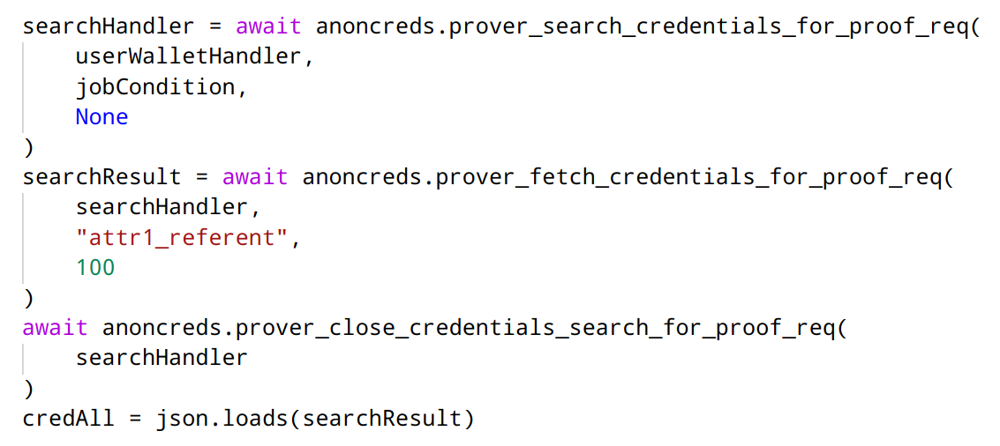 searchHandler = await anoncreds.prover_search_credentials_for_proof_req(
    userWalletHandler,
    jobCondition,
    None
)
searchResult = await anoncreds.prover_fetch_credentials_for_proof_req(
    searchHandler,
    "attr1_referent",
    100
)
await anoncreds.prover_close_credentials_search_for_proof_req(
    searchHandler
)
credAll = json.loads(searchResult)